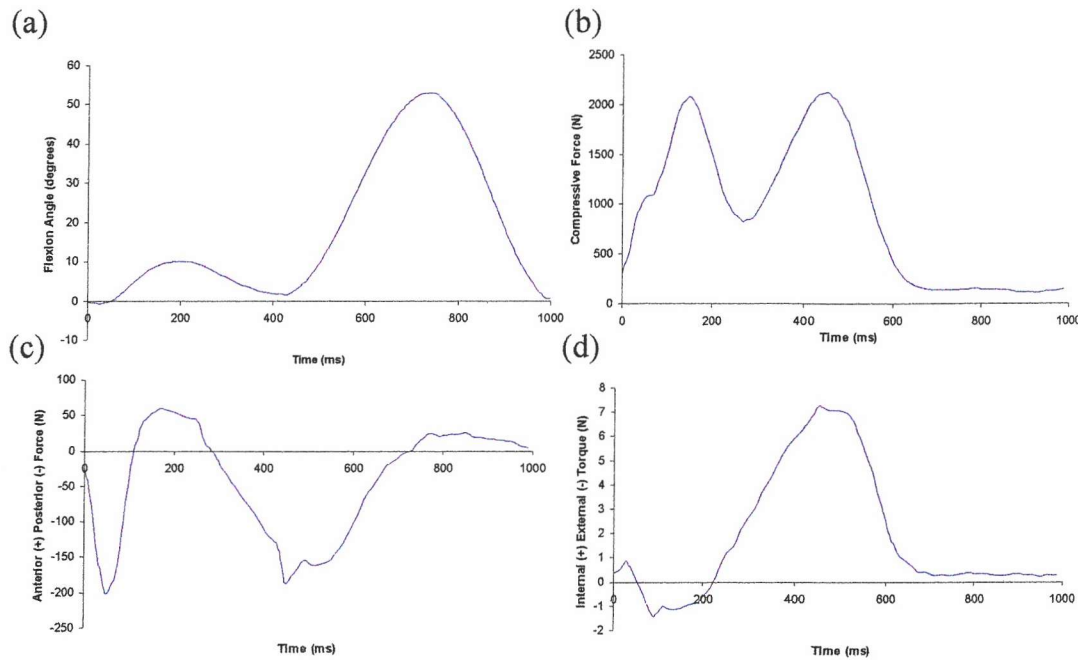 (a)
60
50
40
30
20
10
0
-10
Flexion Angle (degrees)
0 200 400 600 800 1000
Time (ms)
(b)
2500
2000
1500
1000
500
0
Compressive Force (N)
0 200 400 600 800 1000
Time (ms)
(c)
100
50
0
-50
-100
-150
-200
-250
Anterior (+) Posterior (-) Force (N)
0 200 400 600 800 1000
Time (ms)
(d)
8
7
6
5
4
3
2
1
0
-1
-2
Internal (+) External (-) Torque (N)
0 200 400 600 800 1000
Time (ms)